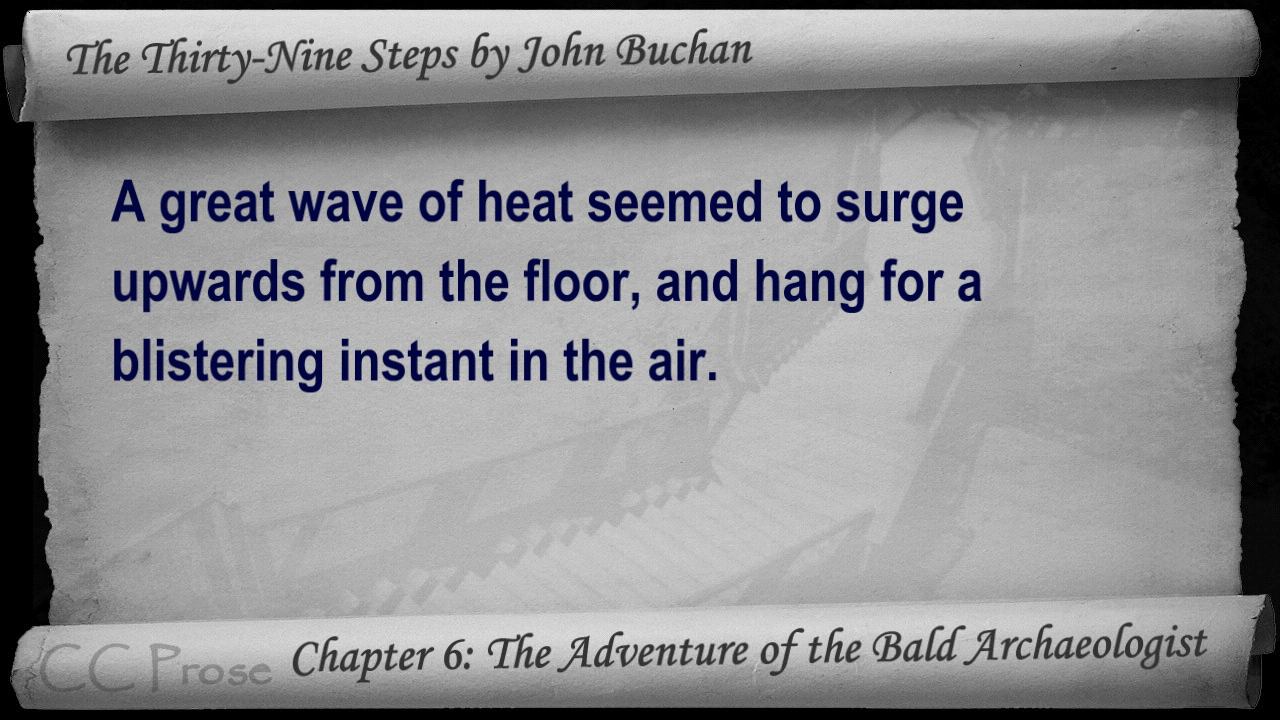 The Thirty-Nine Steps by John Buchan
A great wave of heat seemed to surge
upwards from the floor, and hang for a
blistering instant in the air.
CC Prose
Chapter 6: The Adventure of the Bald Archaeologist